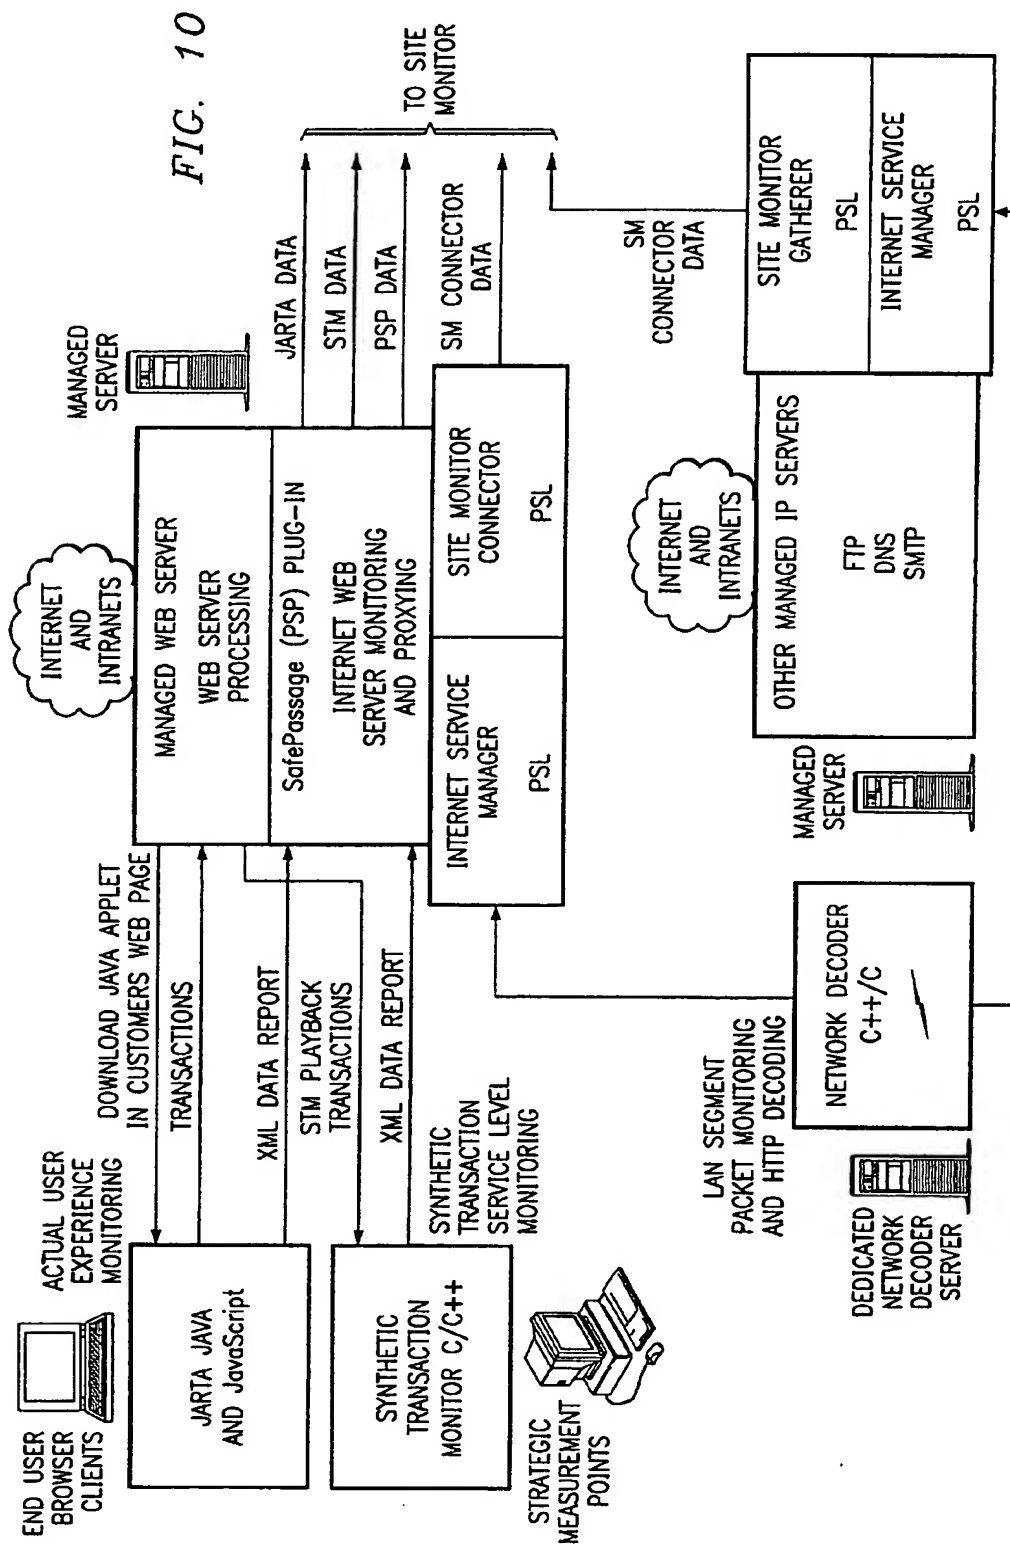 FIG. 10
END USER
BROWSER
CLIENTS
ACTUAL USER
EXPERIENCE
MONITORING
JARTA JAVA
AND JavaScript
DOWNLOAD JAVA APPLET
IN CUSTOMERS WEB PAGE
TRANSACTIONS
XML DATA REPORT
STM PLAYBACK
TRANSACTIONS
XML DATA REPORT
SYNTHETIC
TRANSACTION
MONITOR C/C++
SYNTHETIC
TRANSACTION
SERVICE LEVEL
MONITORING
STRATEGIC
MEASUREMENT
POINTS
INTERNET
AND
INTRANETS
MANAGED
SERVER
MANAGED WEB SERVER
WEB SERVER
PROCESSING
SafePassage (PSP) PLUG-IN
INTERNET WEB
SERVER MONITORING
AND PROXYING
INTERNET SERVICE
MANAGER
PSL
SITE MONITOR
CONNECTOR
PSL
JARTA DATA
STM DATA
PSP DATA
SM CONNECTOR
DATA
TO SITE
MONITOR
LAN SEGMENT
PACKET MONITORING
AND HTTP DECODING
DEDICATED
NETWORK
DECODER
SERVER
NETWORK DECODER
C++/C
MANAGED
SERVER
INTERNET
AND
INTRANETS
OTHER MANAGED IP SERVERS
FTP
DNS
SMTP
SM
CONNECTOR
DATA
SITE MONITOR
GATHERER
PSL
INTERNET SERVICE
MANAGER
PSL